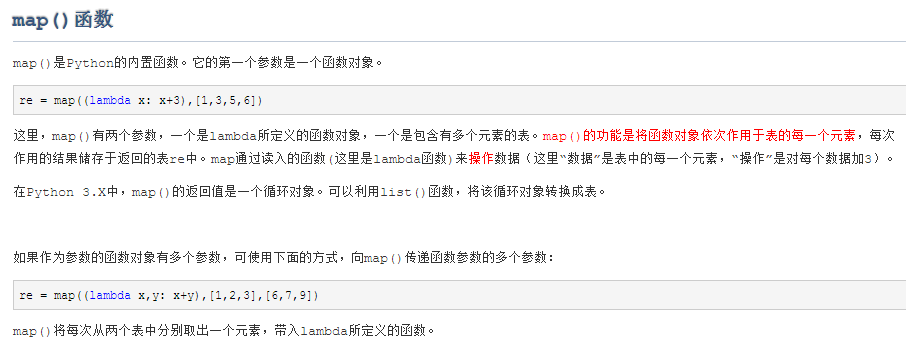 map()函数
map()是Python的内置函数。它的第一个参数是一个函数对象。
re = map((lambda x: x+3),[1,3,5,6])
这里，map()有两个参数，一个是lambda所定义的函数对象，一个是包含有多个元素的表。map()的功能是将函数对象依次作用于表的每一个元素，每次
作用的结果储存于返回的表re中。map通过读入的函数(这里是lambda函数)来操作数据（这里“数据”是表中的每一个元素，“操作”是对每个数据加3）。
在Python 3.X中，map()的返回值是一个循环对象。可以利用list()函数，将该循环对象转换成表。
如果作为参数的函数对象有多个参数，可使用下面的方式，向map()传递函数参数的多个参数：
re = map((lambda x,y: x+y),[1,2,3],[6,7,9])
map()将每次从两个表中分别取出一个元素，带入lambda所定义的函数。